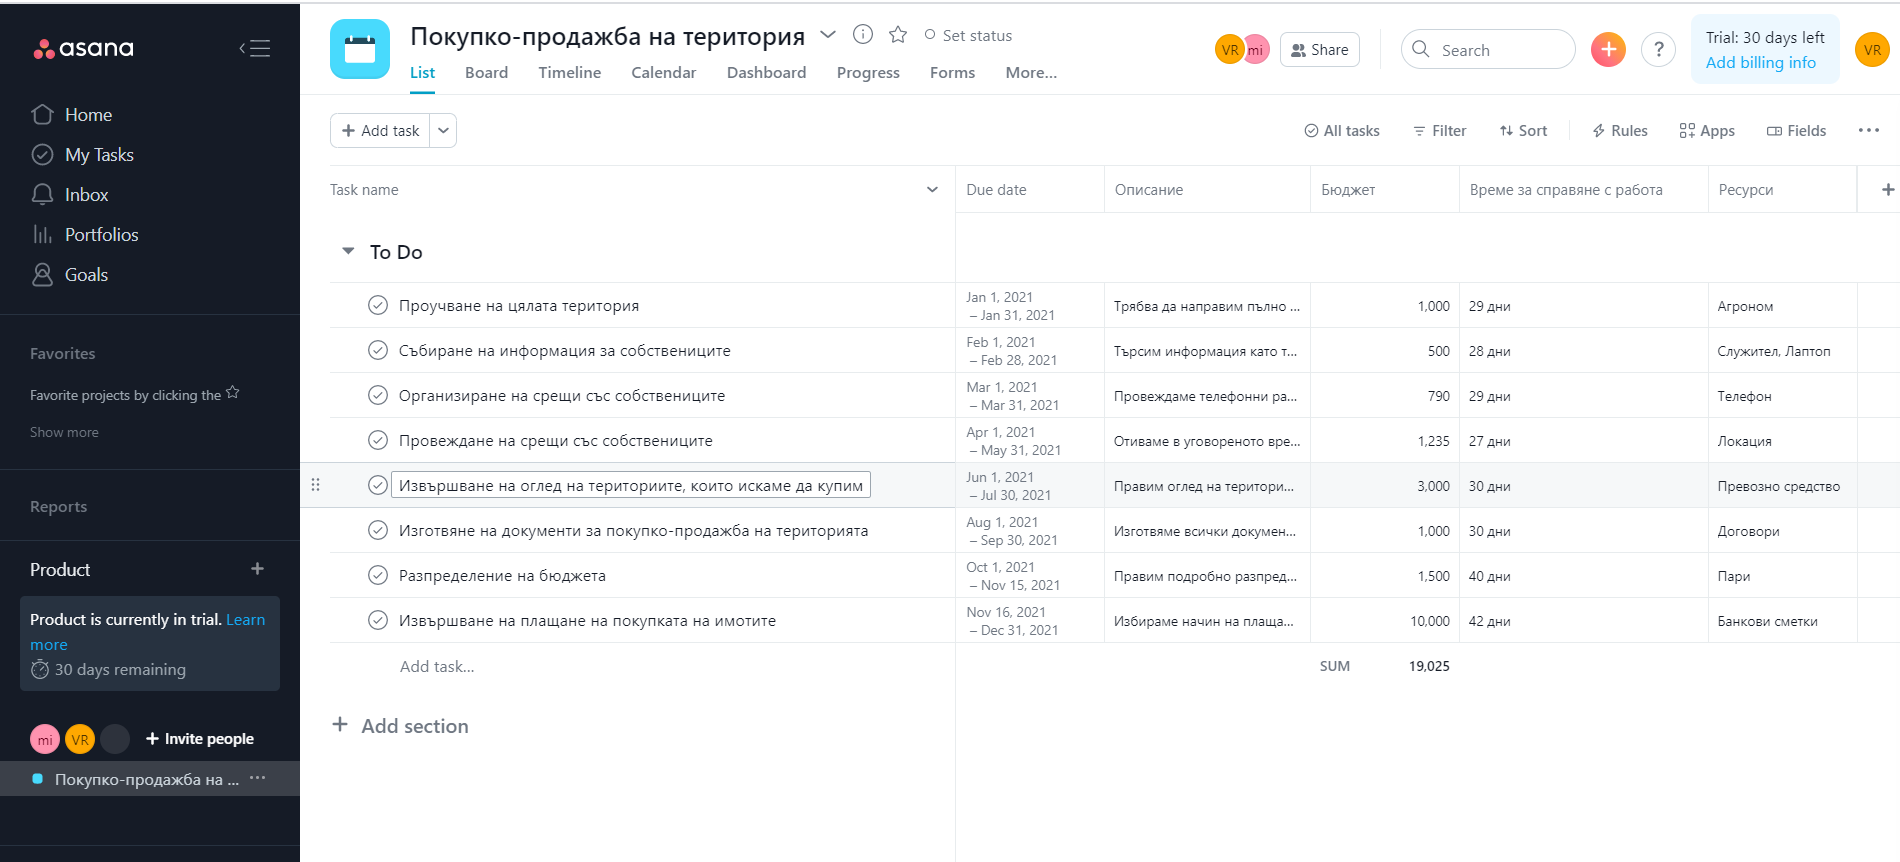 asana
Home
My Tasks
Inbox
Portfolios
Goals
Favorites
Favorite projects by clicking the
Show more
Reports
Product
Product is currently in trial. Learn
more
30 days remaining
mi VR Invite people
Покупко-продажба на ...
Покупко-продажба на територия
Set status
List Board Timeline Calendar Dashboard Progress Forms More...
VR mi Share
Search
+ ?
Trial: 30 days left
Add billing info
VR
+ Add task
All tasks Filter Sort Rules Apps Fields
Task name Due date Описание Бюджет Време за справяне с работа Ресурси +
To Do
Проучване на цялата територия Jan 1, 2021 – Jan 31, 2021 Трябва да направим пълно ... 1,000 29 дни Агроном
Събиране на информация за собствениците Feb 1, 2021 – Feb 28, 2021 Търсим информация като т... 500 28 дни Служител, Лаптоп
Организиране на срещи със собствениците Mar 1, 2021 – Mar 31, 2021 Провеждаме телефонни ра... 790 29 дни Телефон
Провеждане на срещи със собствениците Apr 1, 2021 – May 31, 2021 Отиваме в уговореното вре... 1,235 27 дни Локация
Извършване на оглед на териториите, които искаме да купим Jun 1, 2021 – Jul 30, 2021 Правим оглед на територи... 3,000 30 дни Превозно средство
Изготвяне на документи за покупко-продажба на територията Aug 1, 2021 – Sep 30, 2021 Изготвяме всички докумен... 1,000 30 дни Договори
Разпределение на бюджета Oct 1, 2021 – Nov 15, 2021 Правим подробно разпред... 1,500 40 дни Пари
Извършване на плащане на покупката на имотите Nov 16, 2021 – Dec 31, 2021 Избираме начин на плаща... 10,000 42 дни Банкови сметки
Add task... SUM 19,025
+ Add section